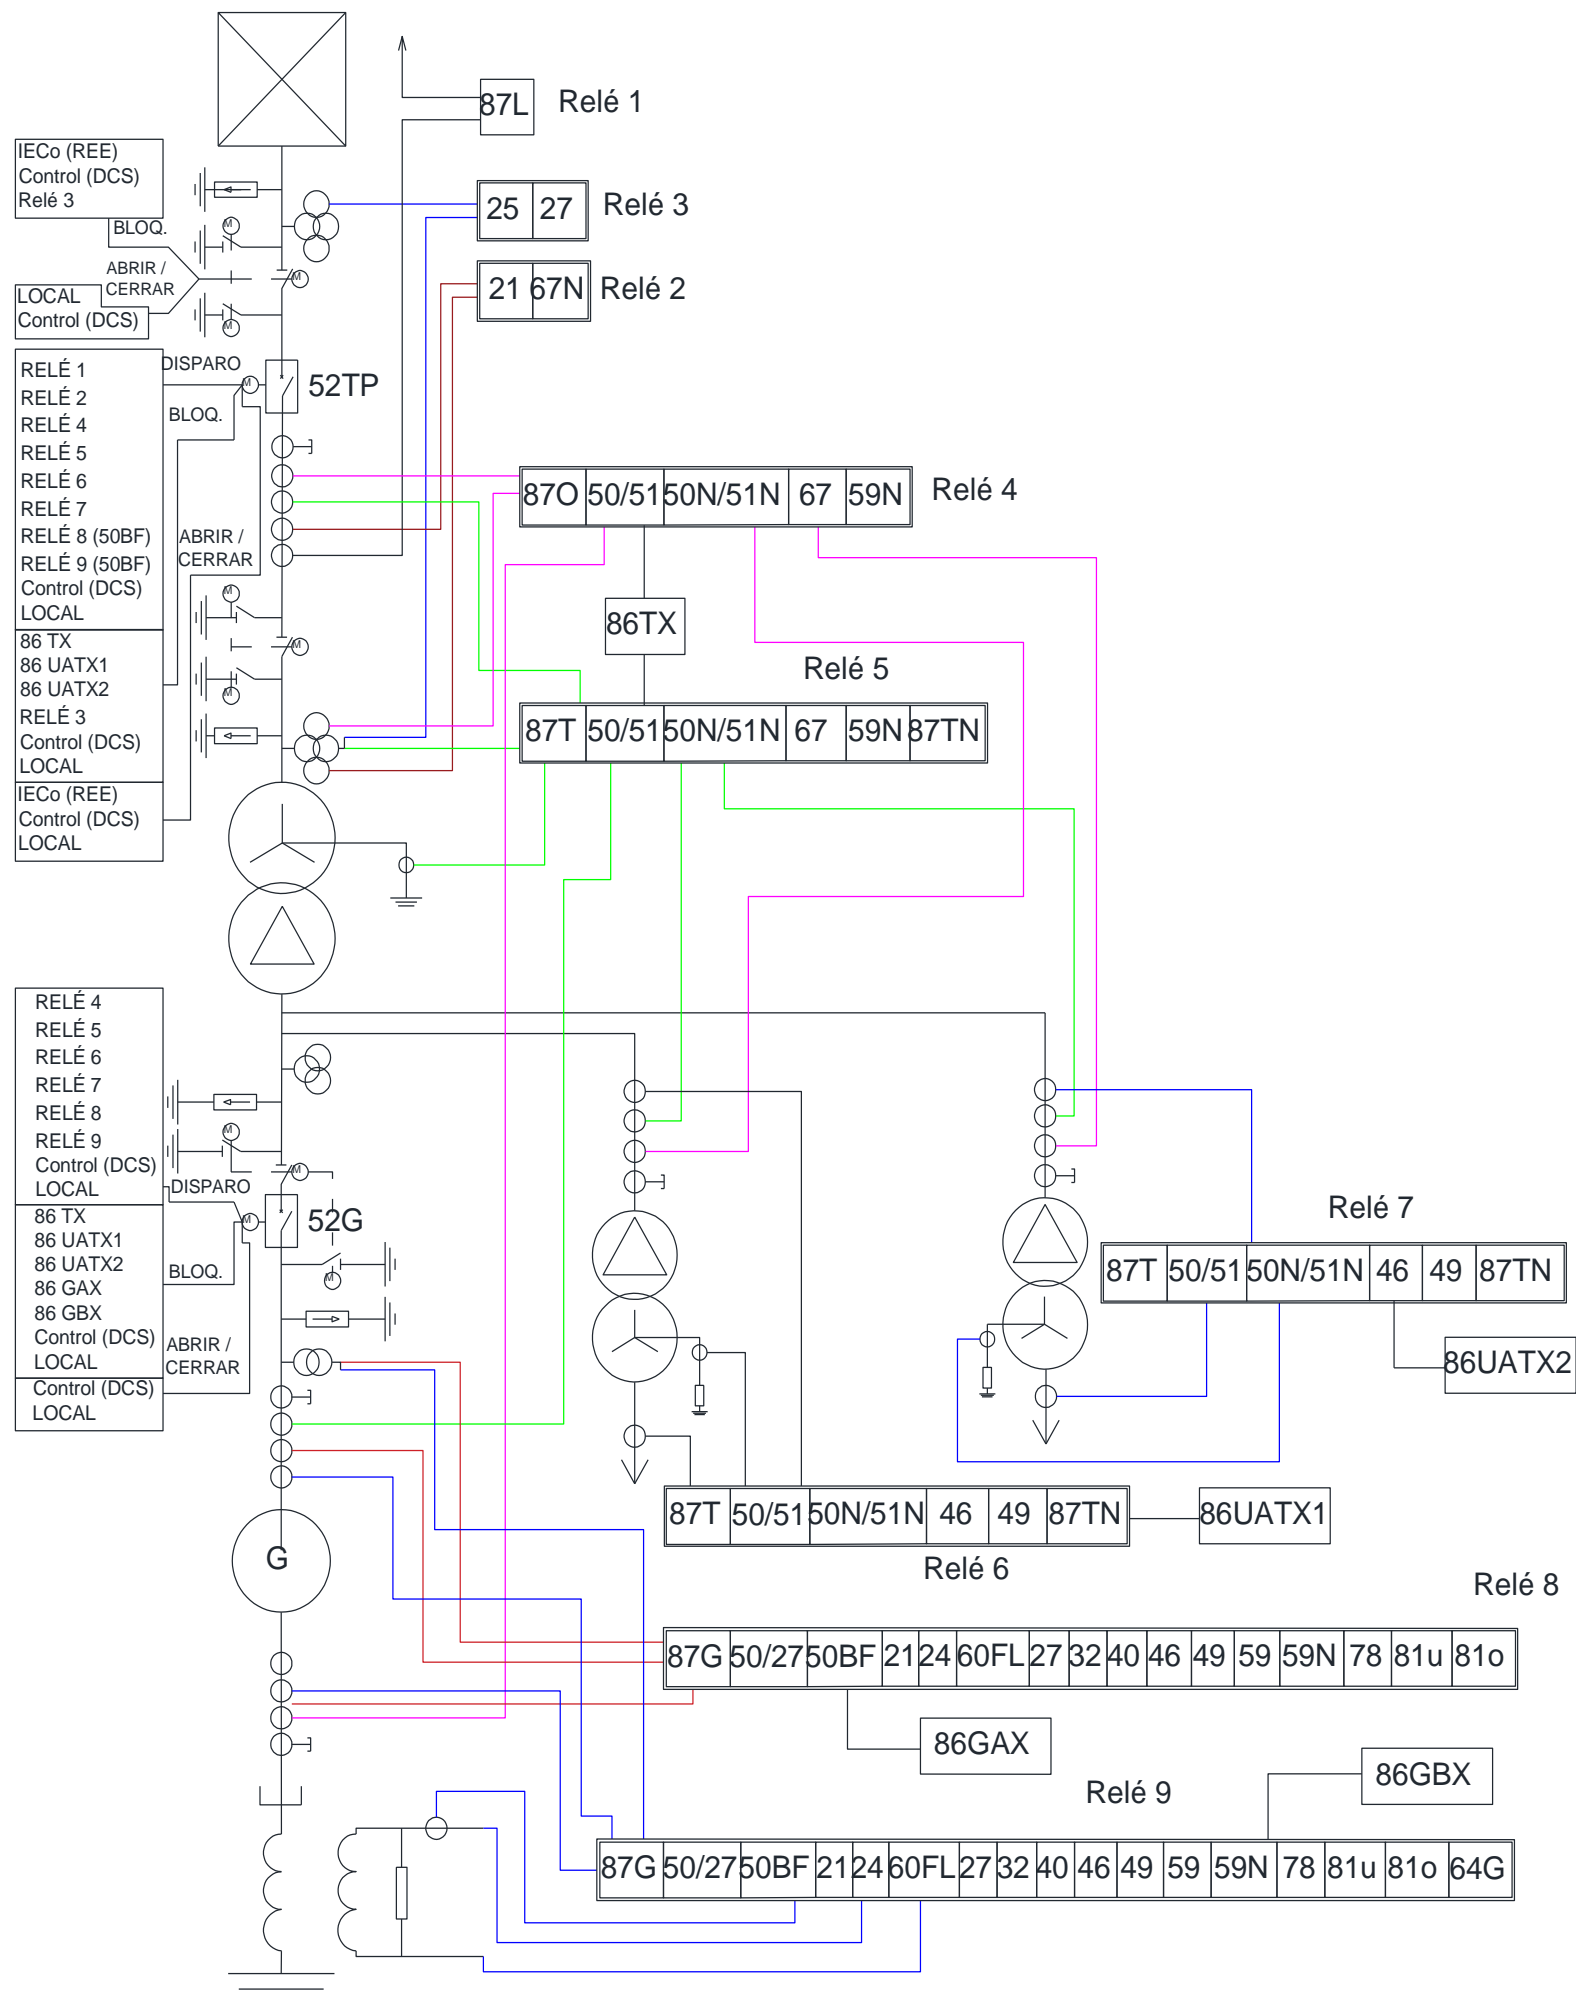 87L Relé 1
IECo (REE)
Control (DCS)
Relé 3
25 27 Relé 3
M
BLOQ.
ABRIR /
CERRAR
M
21 67N Relé 2
LOCAL
Control (DCS)
M
DISPARO
52TP
M
BLOQ.
RELÉ 1
RELÉ 2
RELÉ 4
RELÉ 5
RELÉ 6
RELÉ 7
RELÉ 8 (50BF)
RELÉ 9 (50BF)
Control (DCS)
LOCAL
ABRIR /
CERRAR
87O 50/51 50N/51N 67 59N Relé 4
M
86TX
86 TX
86 UATX1
86 UATX2
RELÉ 3
Control (DCS)
LOCAL
M
M
Relé 5
87T 50/51 50N/51N 67 59N 87TN
IECo (REE)
Control (DCS)
LOCAL
RELÉ 4
RELÉ 5
RELÉ 6
RELÉ 7
RELÉ 8
RELÉ 9
Control (DCS)
LOCAL
M
M
DISPARO
M
52G
86 TX
86 UATX1
86 UATX2
86 GAX
86 GBX
Control (DCS)
LOCAL
BLOQ.
M
ABRIR /
CERRAR
Control (DCS)
LOCAL
Relé 7
87T 50/51 50N/51N 46 49 87TN
86UATX2
87T 50/51 50N/51N 46 49 87TN
86UATX1
Relé 6
G
Relé 8
87G 50/27 50BF 21 24 60FL 27 32 40 46 49 59 59N 78 81u 81o
86GAX
86GBX
Relé 9
87G 50/27 50BF 21 24 60FL 27 32 40 46 49 59 59N 78 81u 81o 64G